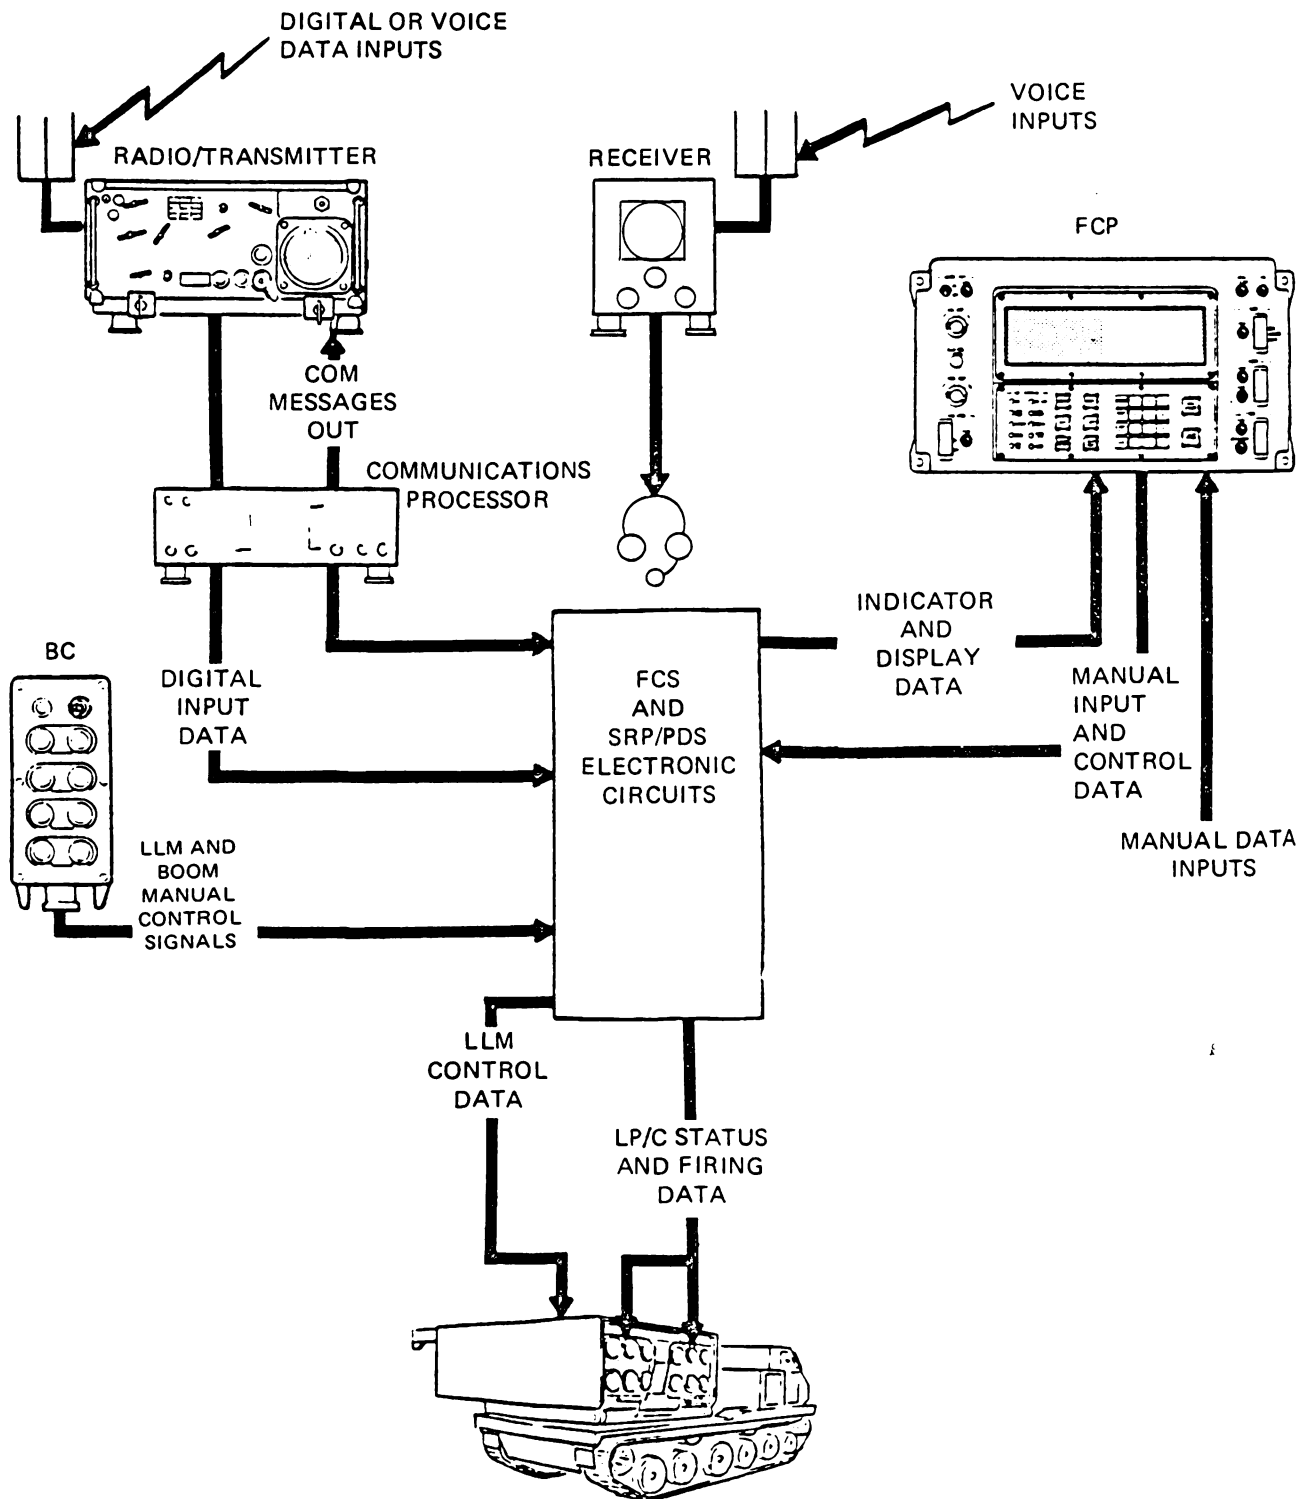 DIGITAL OR VOICE
DATA INPUTS
VOICE
INPUTS
RADIO/TRANSMITTER
RECEIVER
FCP
COM
MESSAGES
OUT
COMMUNICATIONS
PROCESSOR
BC
DIGITAL
INPUT
DATA
FCS
AND
SRP/PDS
ELECTRONIC
CIRCUITS
INDICATOR
AND
DISPLAY
DATA
MANUAL
INPUT
AND
CONTROL
DATA
MANUAL DATA
INPUTS
LLM AND
BOOM
MANUAL
CONTROL
SIGNALS
LLM
CONTROL
DATA
LP/C STATUS
AND FIRING
DATA